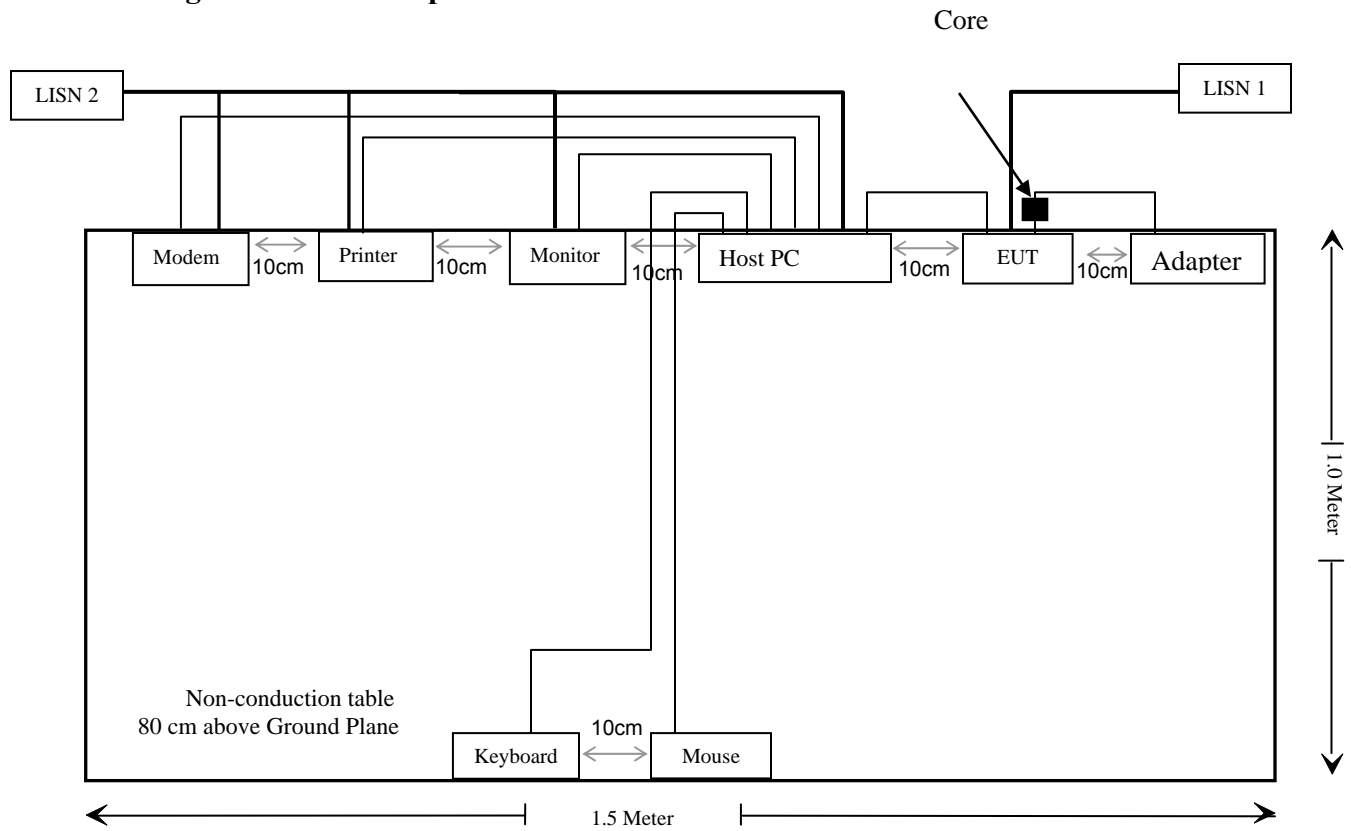 Core
LISN 2
LISN 1
Modem
10cm
Printer
10cm
Monitor
10cm
Host PC
10cm
EUT
10cm
Adapter
1.0 Meter
Non-conduction table
80 cm above Ground Plane
Keyboard
10cm
Mouse
1.5 Meter